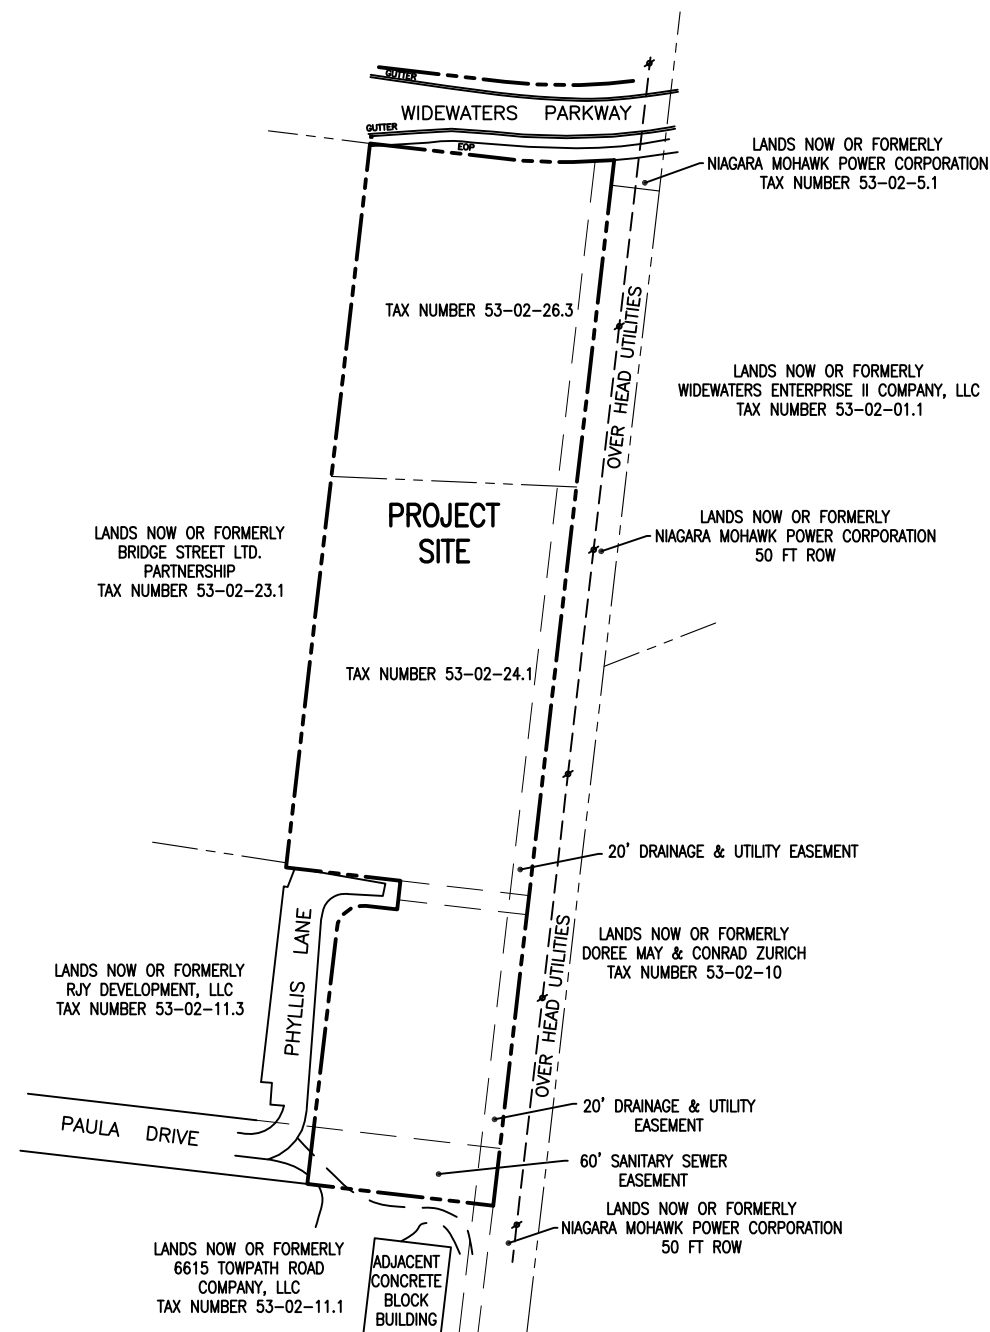 GUTTER
WIDEWATERS PARKWAY
GUTTER
EOP
LANDS NOW OR FORMERLY
NIAGARA MOHAWK POWER CORPORATION
TAX NUMBER 53-02-5.1
TAX NUMBER 53-02-26.3
OVER HEAD UTILITIES
LANDS NOW OR FORMERLY
WIDEWATERS ENTERPRISE II COMPANY, LLC
TAX NUMBER 53-02-01.1
PROJECT
SITE
LANDS NOW OR FORMERLY
NIAGARA MOHAWK POWER CORPORATION
50 FT ROW
LANDS NOW OR FORMERLY
BRIDGE STREET LTD.
PARTNERSHIP
TAX NUMBER 53-02-23.1
TAX NUMBER 53-02-24.1
20' DRAINAGE & UTILITY EASEMENT
PHYLLIS LANE
OVER HEAD UTILITIES
LANDS NOW OR FORMERLY
DOREE MAY & CONRAD ZURICH
TAX NUMBER 53-02-10
LANDS NOW OR FORMERLY
RJY DEVELOPMENT, LLC
TAX NUMBER 53-02-11.3
PAULA DRIVE
20' DRAINAGE & UTILITY
EASEMENT
60' SANITARY SEWER
EASEMENT
LANDS NOW OR FORMERLY
NIAGARA MOHAWK POWER CORPORATION
50 FT ROW
LANDS NOW OR FORMERLY
6615 TOWPATH ROAD
COMPANY, LLC
TAX NUMBER 53-02-11.1
ADJACENT
CONCRETE
BLOCK
BUILDING